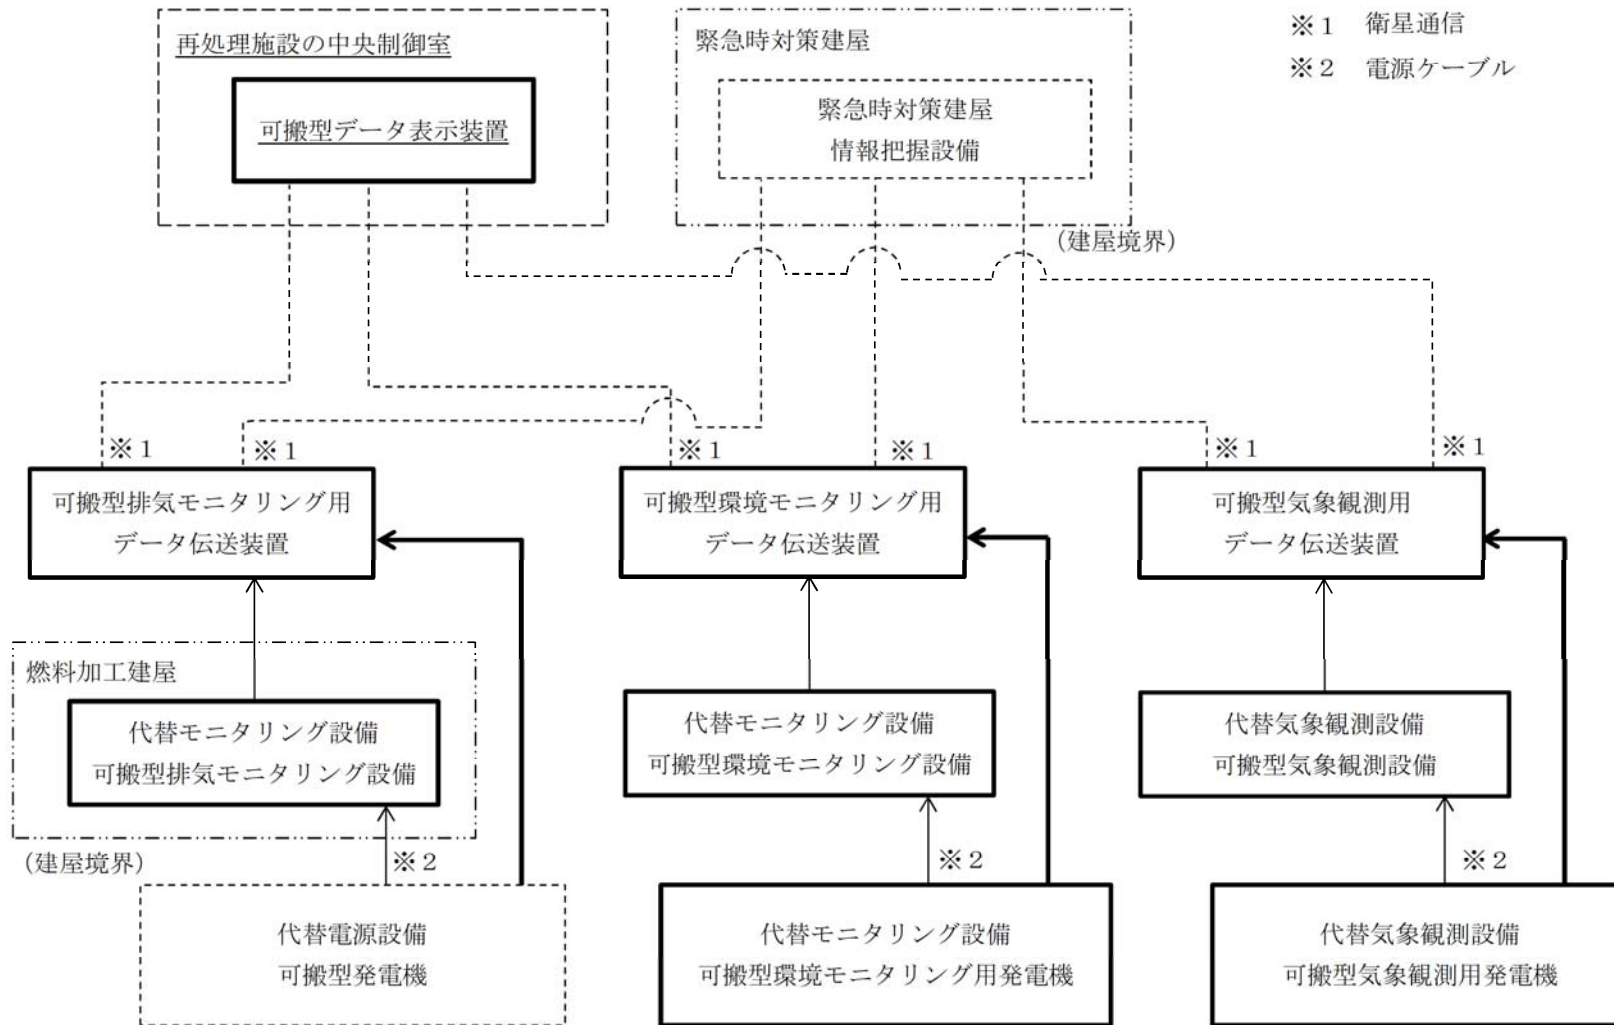 再処理施設の中央制御室
可搬型データ表示装置
緊急時対策建屋
緊急時対策建屋
情報把握設備
(建屋境界)
※1 衛星通信
※2 電源ケーブル
※1
※1
※1
※1
※1
※1
可搬型排気モニタリング用
データ伝送装置
可搬型環境モニタリング用
データ伝送装置
可搬型気象観測用
データ伝送装置
燃料加工建屋
代替モニタリング設備
可搬型排気モニタリング設備
代替モニタリング設備
可搬型環境モニタリング設備
代替気象観測設備
可搬型気象観測設備
(建屋境界)
※2
※2
※2
代替電源設備
可搬型発電機
代替モニタリング設備
可搬型環境モニタリング用発電機
代替気象観測設備
可搬型気象観測用発電機